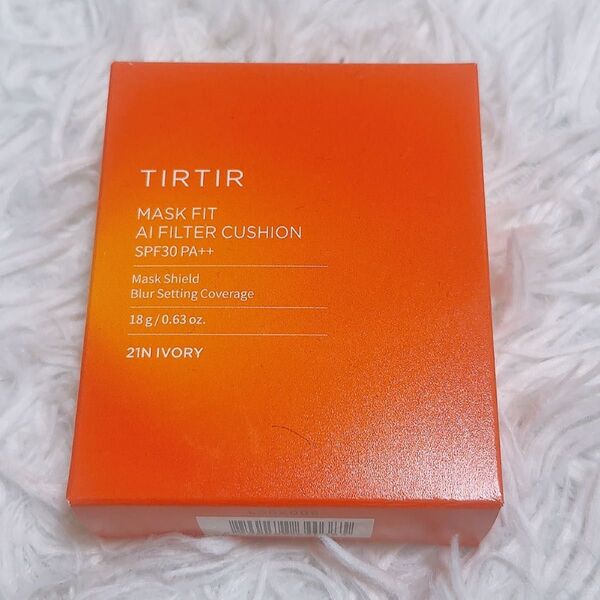 TIRTIR
MASK FIT
AI FILTER CUSHION
SPF30 PA++
Mask Shield
Blur Setting Coverage
18 g / 0.63 oz.
21N IVORY